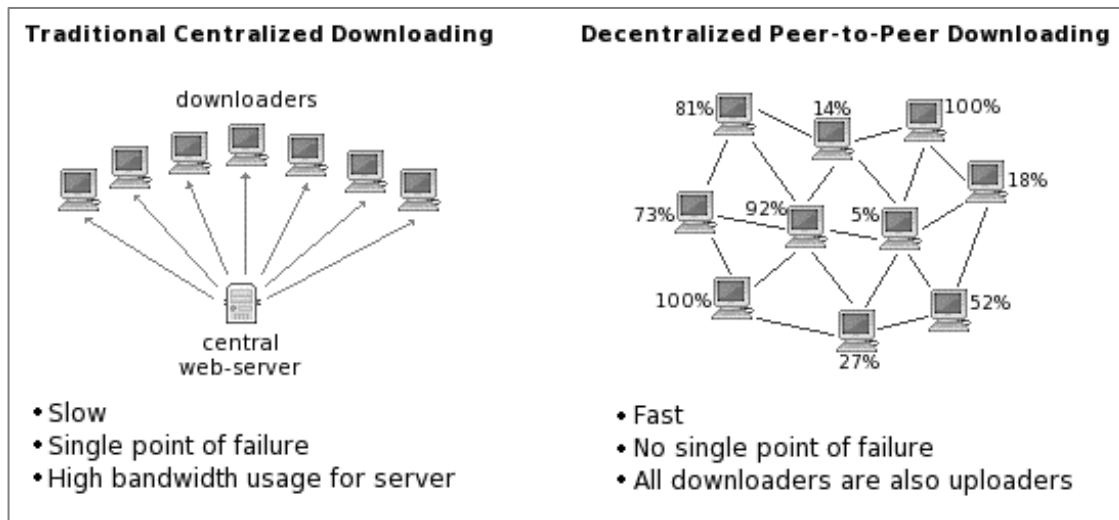 Traditional Centralized Downloading
downloaders
central
web-server
• Slow
• Single point of failure
• High bandwidth usage for server
Decentralized Peer-to-Peer Downloading
81%
14%
100%
18%
73%
92%
5%
100%
52%
27%
• Fast
• No single point of failure
• All downloaders are also uploaders